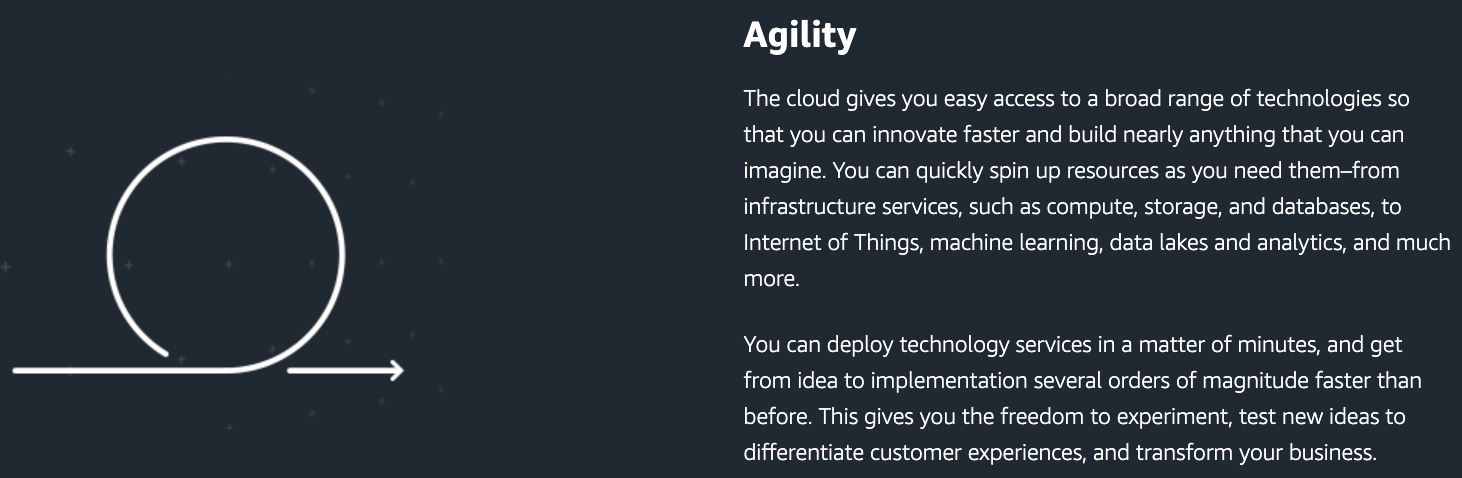 Agility
The cloud gives you easy access to a broad range of technologies so
that you can innovate faster and build nearly anything that you can
imagine. You can quickly spin up resources as you need them–from
infrastructure services, such as compute, storage, and databases, to
Internet of Things, machine learning, data lakes and analytics, and much
more.
You can deploy technology services in a matter of minutes, and get
from idea to implementation several orders of magnitude faster than
before. This gives you the freedom to experiment, test new ideas to
differentiate customer experiences, and transform your business.